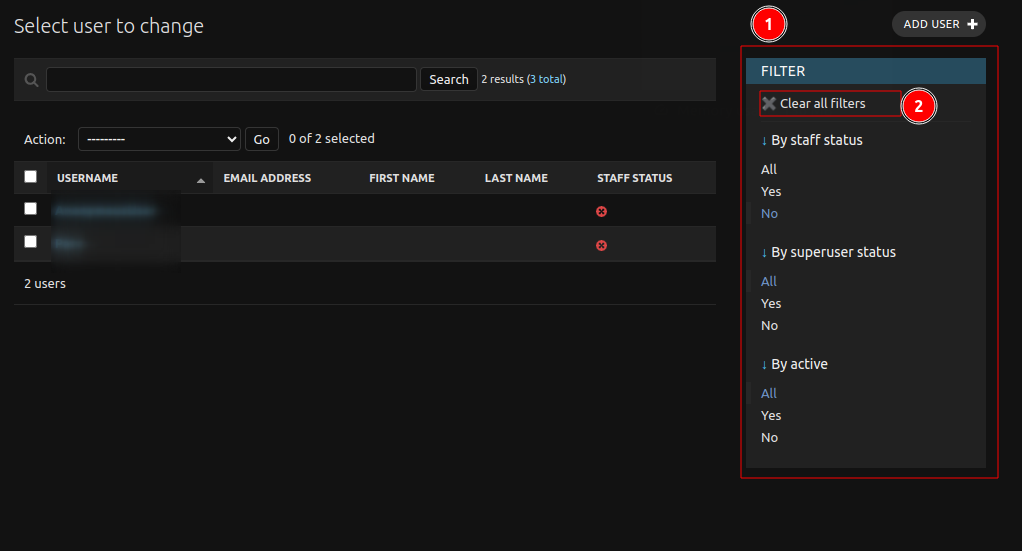 Select user to change
1
ADD USER +
Search 2 results (3 total)
FILTER
Clear all filters
2
Action: --------- Go 0 of 2 selected
↓ By staff status
All
Yes
No
USERNAME EMAIL ADDRESS FIRST NAME LAST NAME STAFF STATUS
2 users
↓ By superuser status
All
Yes
No
↓ By active
All
Yes
No